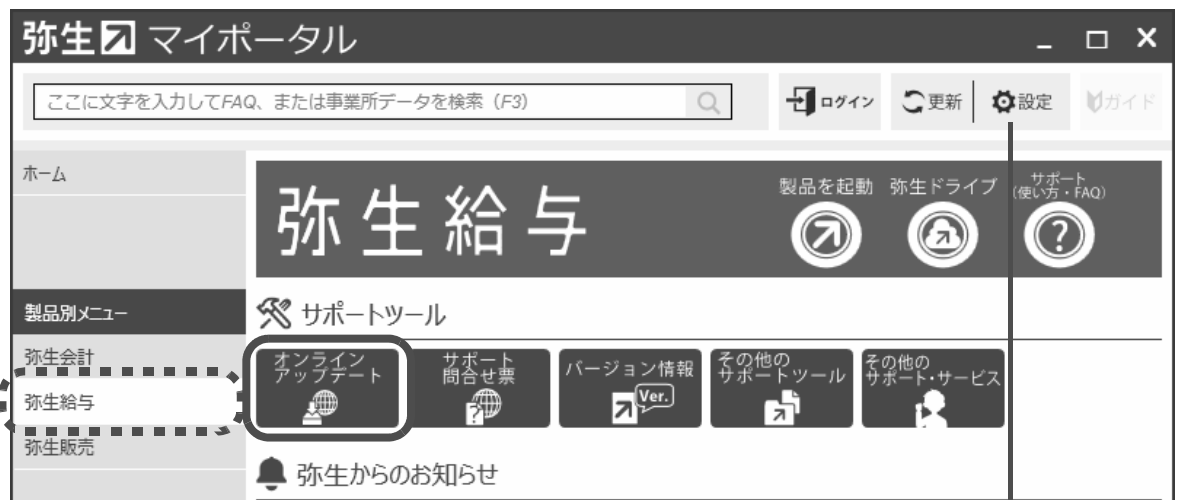 弥生 マイポータル
ここに文字を入力してFAQ、または事業所データを検索 (F3)
ログイン
更新
設定
ガイド
ホーム
弥生給与
製品を起動
弥生ドライブ
サポート
(使い方・FAQ)
製品別メニュー
弥生会計
弥生給与
弥生販売
サポートツール
オンライン
アップデート
サポート
問合せ票
バージョン情報
Ver.
その他の
サポートツール
その他の
サポート・サービス
弥生からのお知らせ